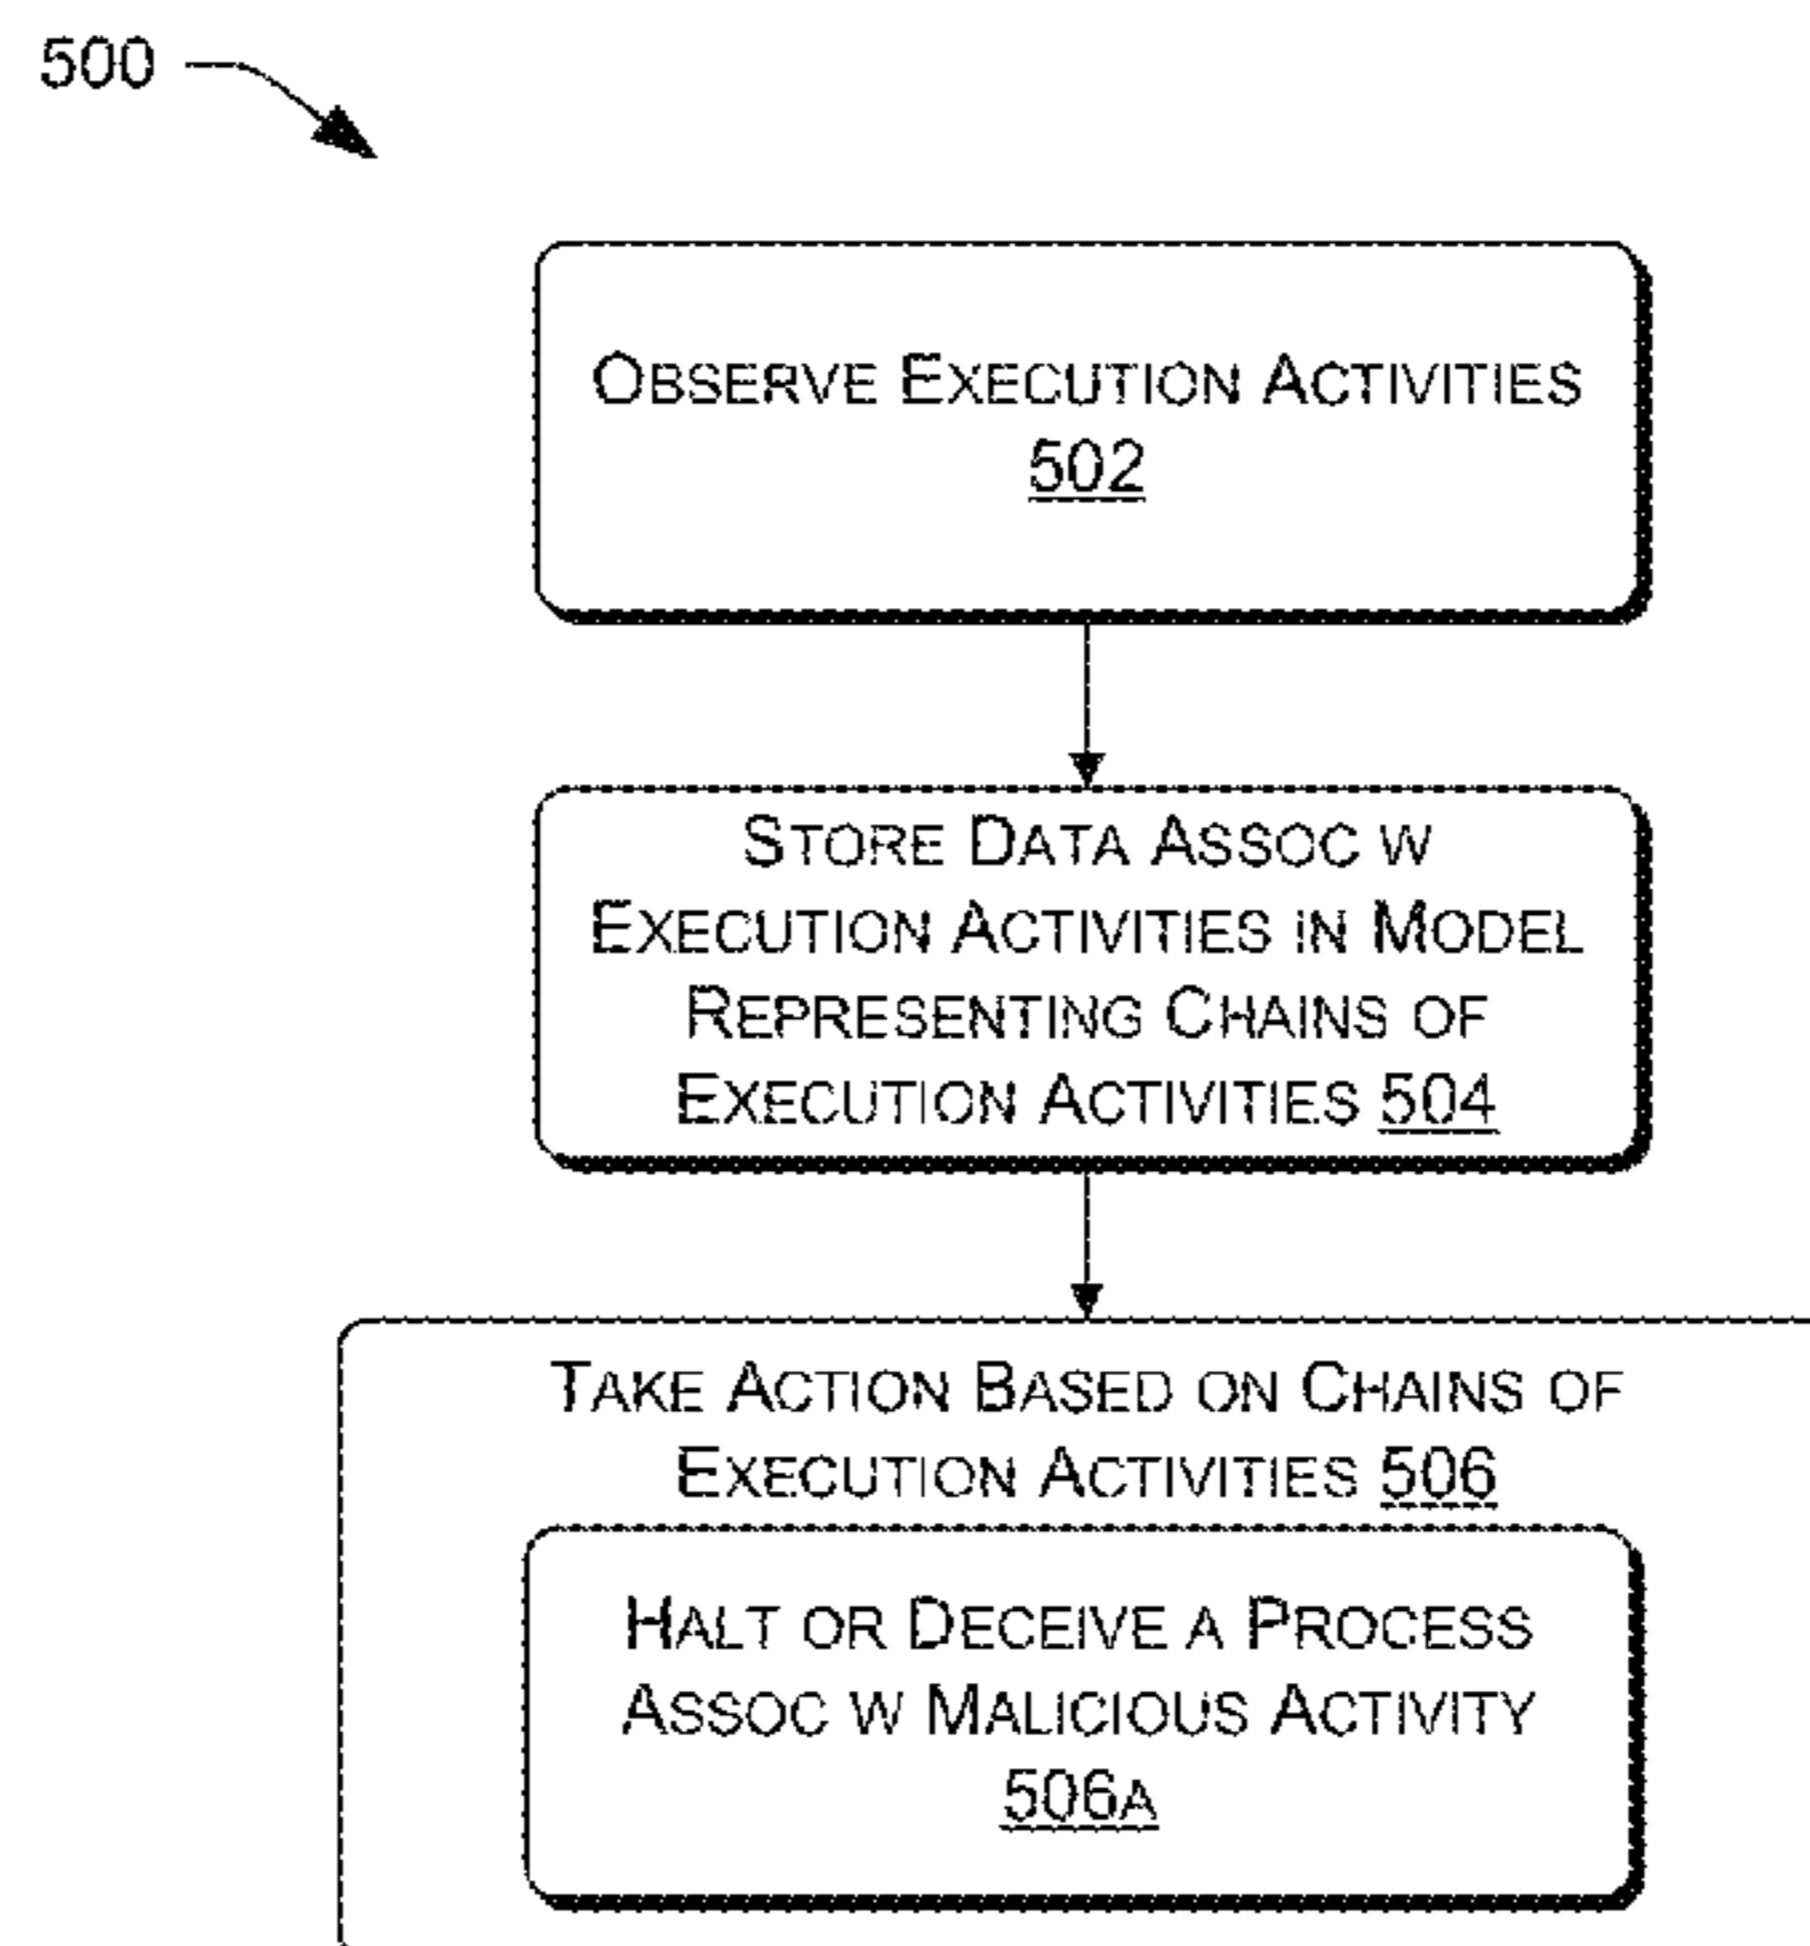 500
OBSERVE EXECUTION ACTIVITIES
502
STORE DATA ASSOC W
EXECUTION ACTIVITIES IN MODEL
REPRESENTING CHAINS OF
EXECUTION ACTIVITIES 504
TAKE ACTION BASED ON CHAINS OF
EXECUTION ACTIVITIES 506
HALT OR DECEIVE A PROCESS
ASSOC W MALICIOUS ACTIVITY
506A